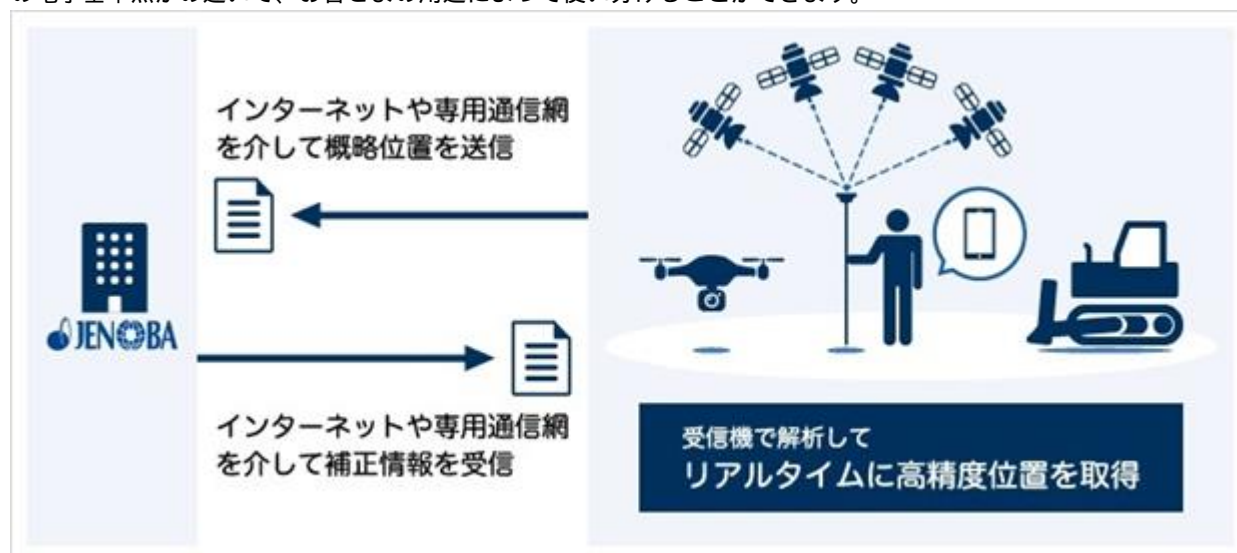 インターネットや専用通信網
を介して概略位置を送信
JENOBA
インターネットや専用通信網
を介して補正情報を受信
受信機で解析して
リアルタイムに高精度位置を取得